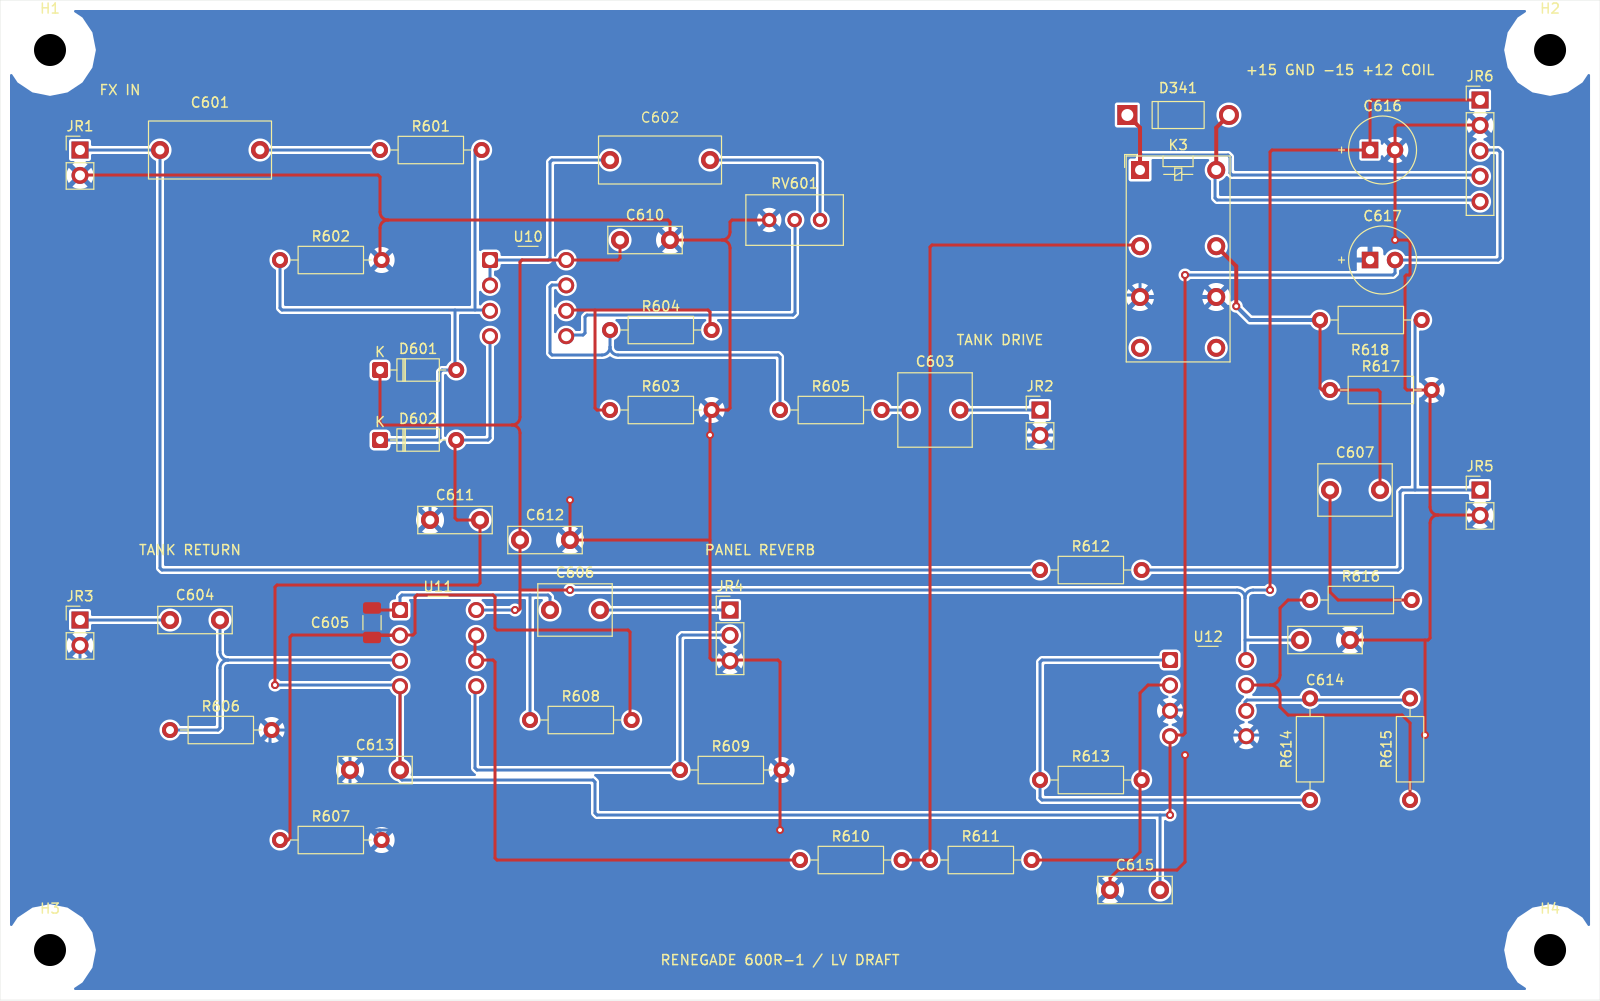 H1
H2
+15 GND -15 +12 COIL
FX IN
JR6
D341
C601
C616
C602
JR1
R601
K3
RV601
C610
C617
R602
U10
R604
TANK DRIVE
D601
K
R618
C603
R617
R603
R605
JR2
D602
K
C607
JR5
C611
C612
TANK RETURN
PANEL REVERB
R612
C606
R616
U11
JR4
JR3
C604
C605
U12
C614
R608
R606
R609
C613
R613
R614
R615
R607
R610
R611
C615
H3
H4
RENEGADE 600R-1 / LV DRAFT